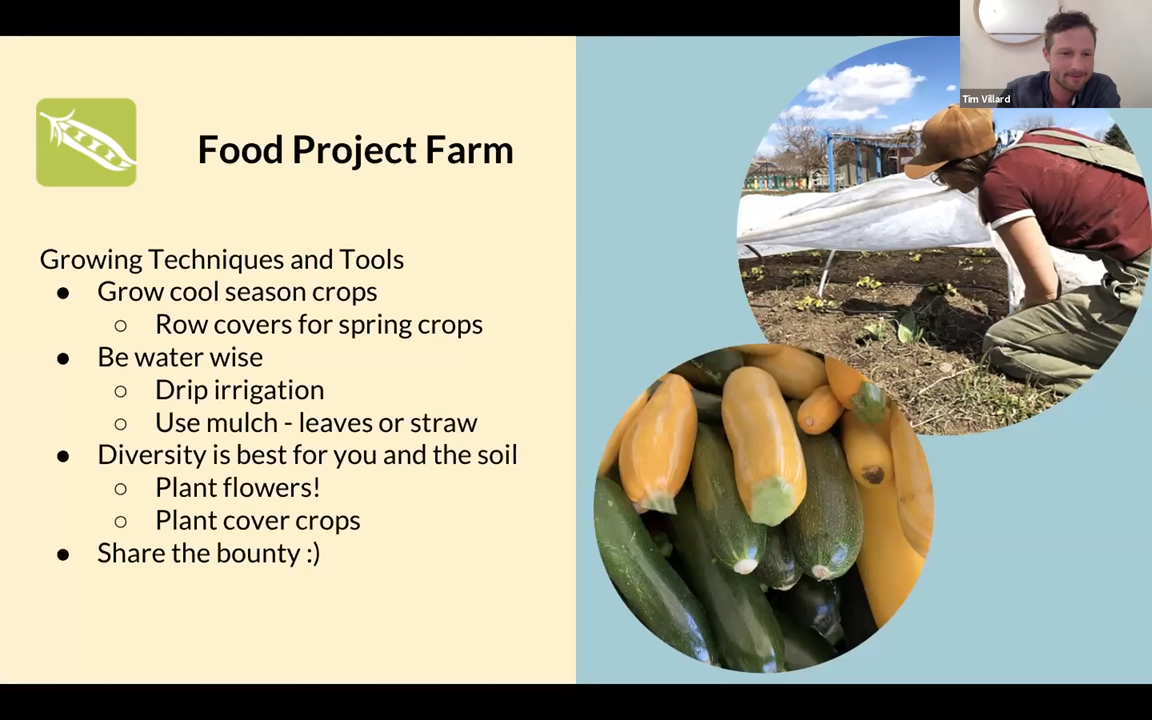 Tim Villard
Food Project Farm
Growing Techniques and Tools
● Grow cool season crops
○ Row covers for spring crops
● Be water wise
○ Drip irrigation
○ Use mulch - leaves or straw
● Diversity is best for you and the soil
○ Plant flowers!
○ Plant cover crops
● Share the bounty :)